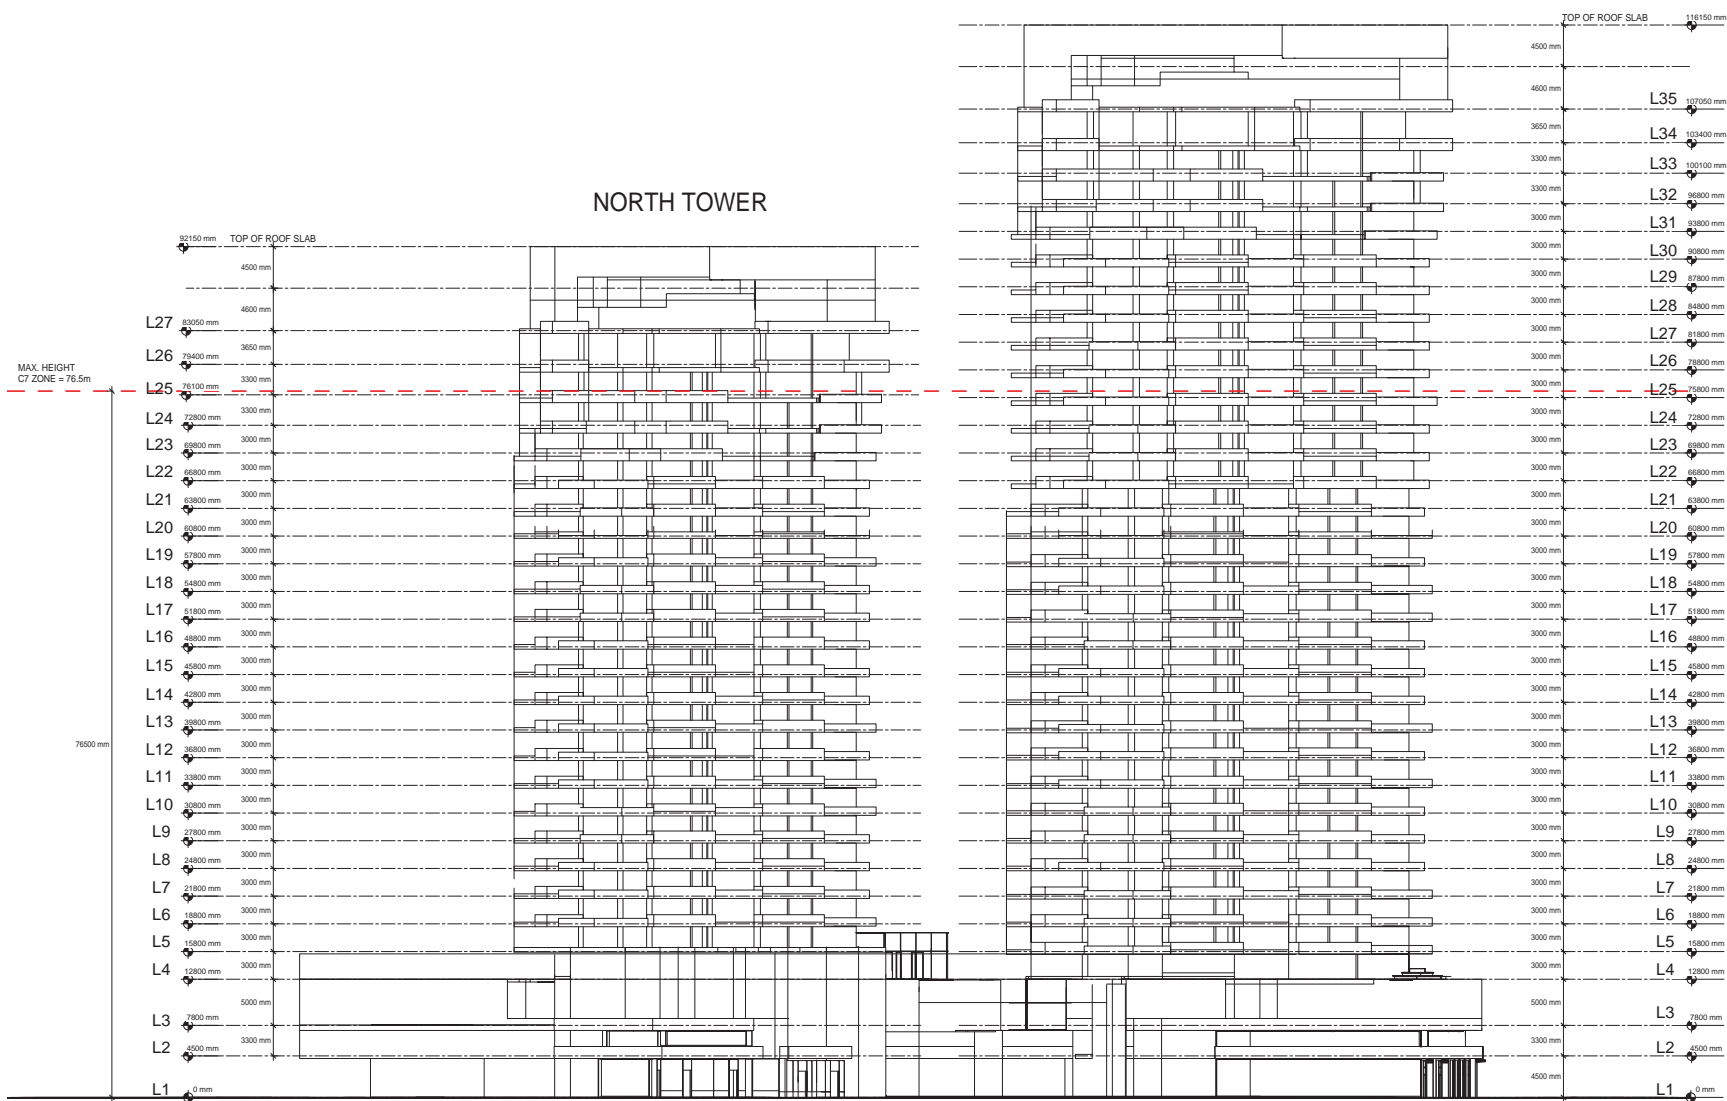 TOP OF ROOF SLAB 116150 mm
4500 mm
4600 mm
L35 107050 mm
3650 mm
L34 103400 mm
3300 mm
L33 100100 mm
3300 mm
L32 96800 mm
3000 mm
L31 93800 mm
3000 mm
L30 90800 mm
3000 mm
L29 87800 mm
3000 mm
L28 84800 mm
3000 mm
L27 81800 mm
3000 mm
L26 78800 mm
3000 mm
L25 75800 mm
3000 mm
L24 72800 mm
3000 mm
L23 69800 mm
3000 mm
L22 66800 mm
3000 mm
L21 63800 mm
3000 mm
L20 60800 mm
3000 mm
L19 57800 mm
3000 mm
L18 54800 mm
3000 mm
L17 51800 mm
3000 mm
L16 48800 mm
3000 mm
L15 45800 mm
3000 mm
L14 42800 mm
3000 mm
L13 39800 mm
3000 mm
L12 36800 mm
3000 mm
L11 33800 mm
3000 mm
L10 30800 mm
3000 mm
L9 27800 mm
3000 mm
L8 24800 mm
3000 mm
L7 21800 mm
3000 mm
L6 18800 mm
3000 mm
L5 15800 mm
3000 mm
L4 12800 mm
5000 mm
L3 7800 mm
3300 mm
L2 4500 mm
4500 mm
L1 0 mm
NORTH TOWER
92150 mm TOP OF ROOF SLAB
4500 mm
4600 mm
L27 83050 mm
3650 mm
L26 79400 mm
3300 mm
MAX. HEIGHT
C7 ZONE = 76.5m
L25 76100 mm
3300 mm
L24 72800 mm
3000 mm
L23 69800 mm
3000 mm
L22 66800 mm
3000 mm
L21 63800 mm
3000 mm
L20 60800 mm
3000 mm
L19 57800 mm
3000 mm
L18 54800 mm
3000 mm
L17 51800 mm
3000 mm
L16 48800 mm
3000 mm
L15 45800 mm
3000 mm
L14 42800 mm
3000 mm
L13 39800 mm
3000 mm
76500 mm
L12 36800 mm
3000 mm
L11 33800 mm
3000 mm
L10 30800 mm
3000 mm
L9 27800 mm
3000 mm
L8 24800 mm
3000 mm
L7 21800 mm
3000 mm
L6 18800 mm
3000 mm
L5 15800 mm
3000 mm
L4 12800 mm
5000 mm
L3 7800 mm
3300 mm
L2 4500 mm
L1 0 mm